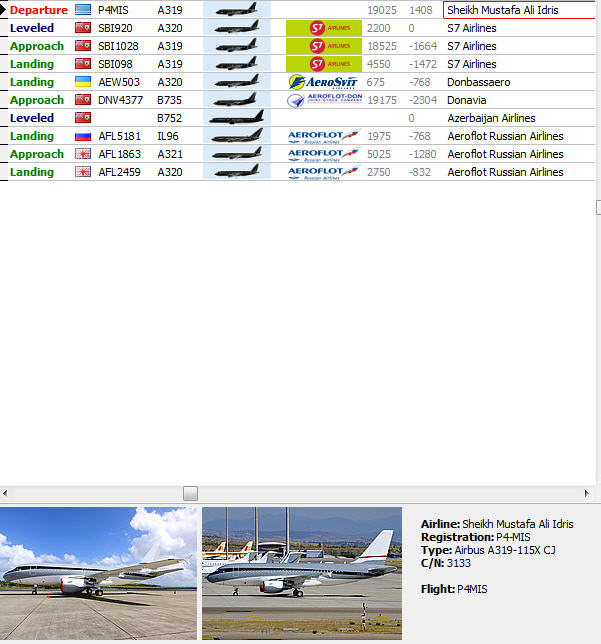 Departure P4MIS A319 19025 1408 Sheikh Mustafa Ali Idris
Leveled SBI920 A320 S7 AIRLINES 2200 0 S7 Airlines
Approach SBI1028 A319 S7 AIRLINES 18525 -1664 S7 Airlines
Landing SBI098 A319 S7 AIRLINES 4550 -1472 S7 Airlines
Landing AEW503 A320 AEROSVIT AIRLINES 675 -768 Donbassaero
Approach DNV4377 B735 AEROFLOT-DON JOINT-STOCK COMPANY 19175 -2304 Donavia
Leveled B752 0 Azerbaijan Airlines
Landing AFL5181 IL96 AEROFLOT Russian Airlines 1975 -768 Aeroflot Russian Airlines
Approach AFL1863 A321 AEROFLOT Russian Airlines 5025 -1280 Aeroflot Russian Airlines
Landing AFL2459 A320 AEROFLOT Russian Airlines 2750 -832 Aeroflot Russian Airlines
Airline: Sheikh Mustafa Ali Idris
Registration: P4-MIS
Type: Airbus A319-115X CJ
C/N: 3133
Flight: P4MIS